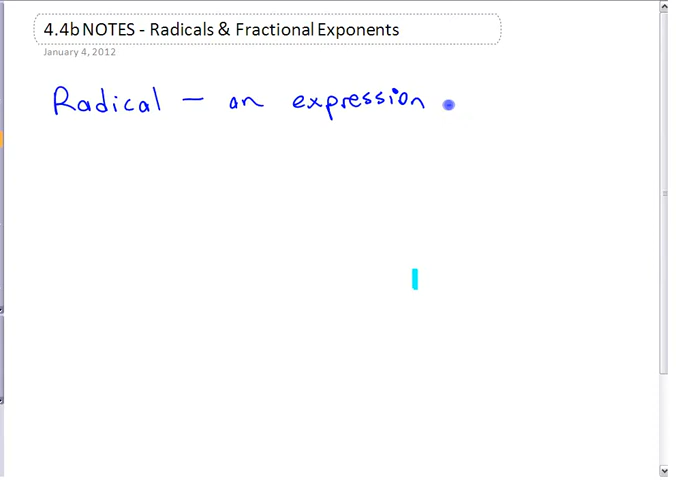 4.4b NOTES - Radicals & Fractional Exponents
January 4, 2012
Radical - an expression